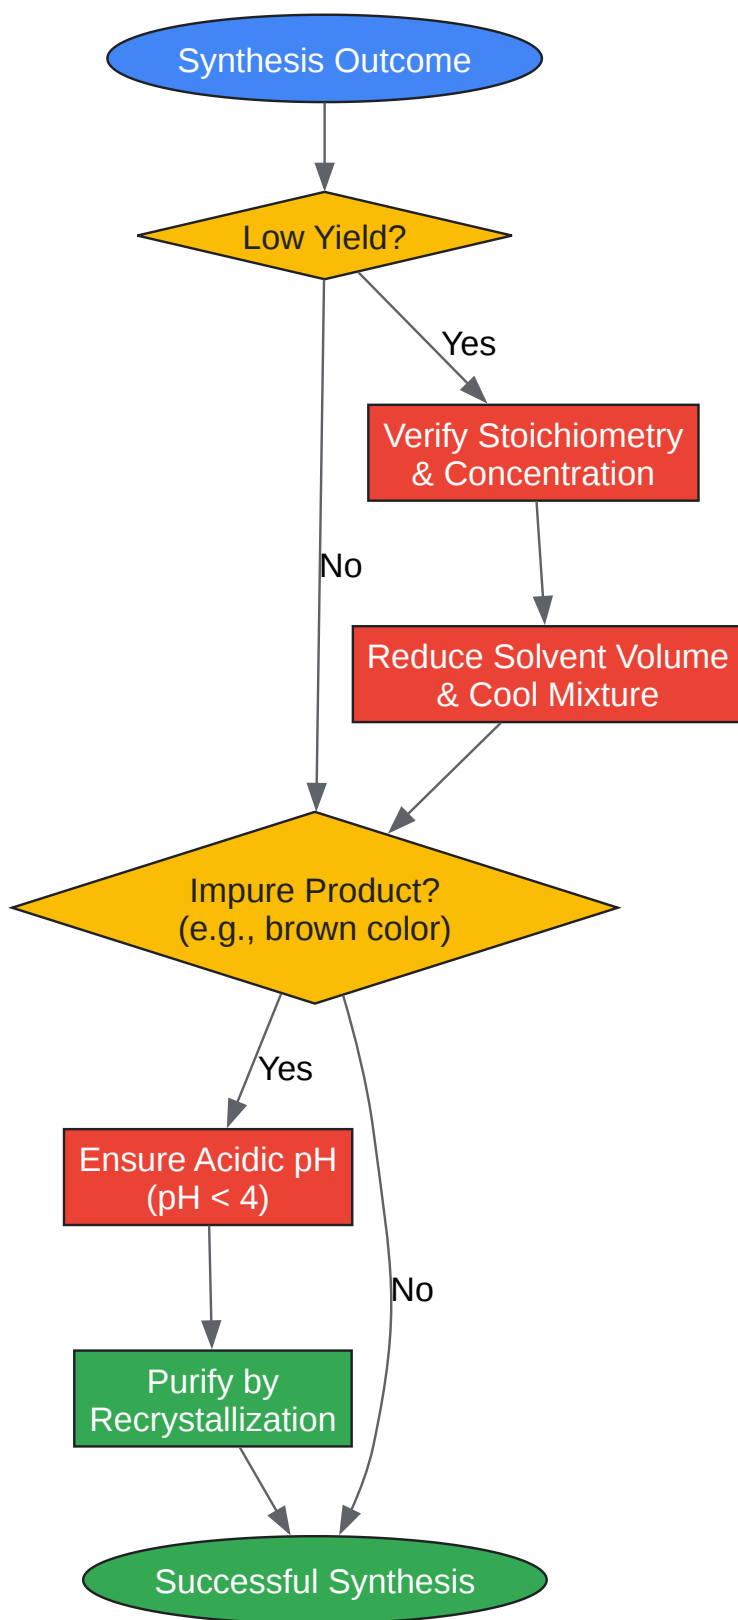 Synthesis Outcome
Low Yield?
Yes
Verify Stoichiometry
& Concentration
No
Reduce Solvent Volume
& Cool Mixture
Impure Product?
(e.g., brown color)
Yes
Ensure Acidic pH
(pH < 4)
No
Purify by
Recrystallization
Successful Synthesis